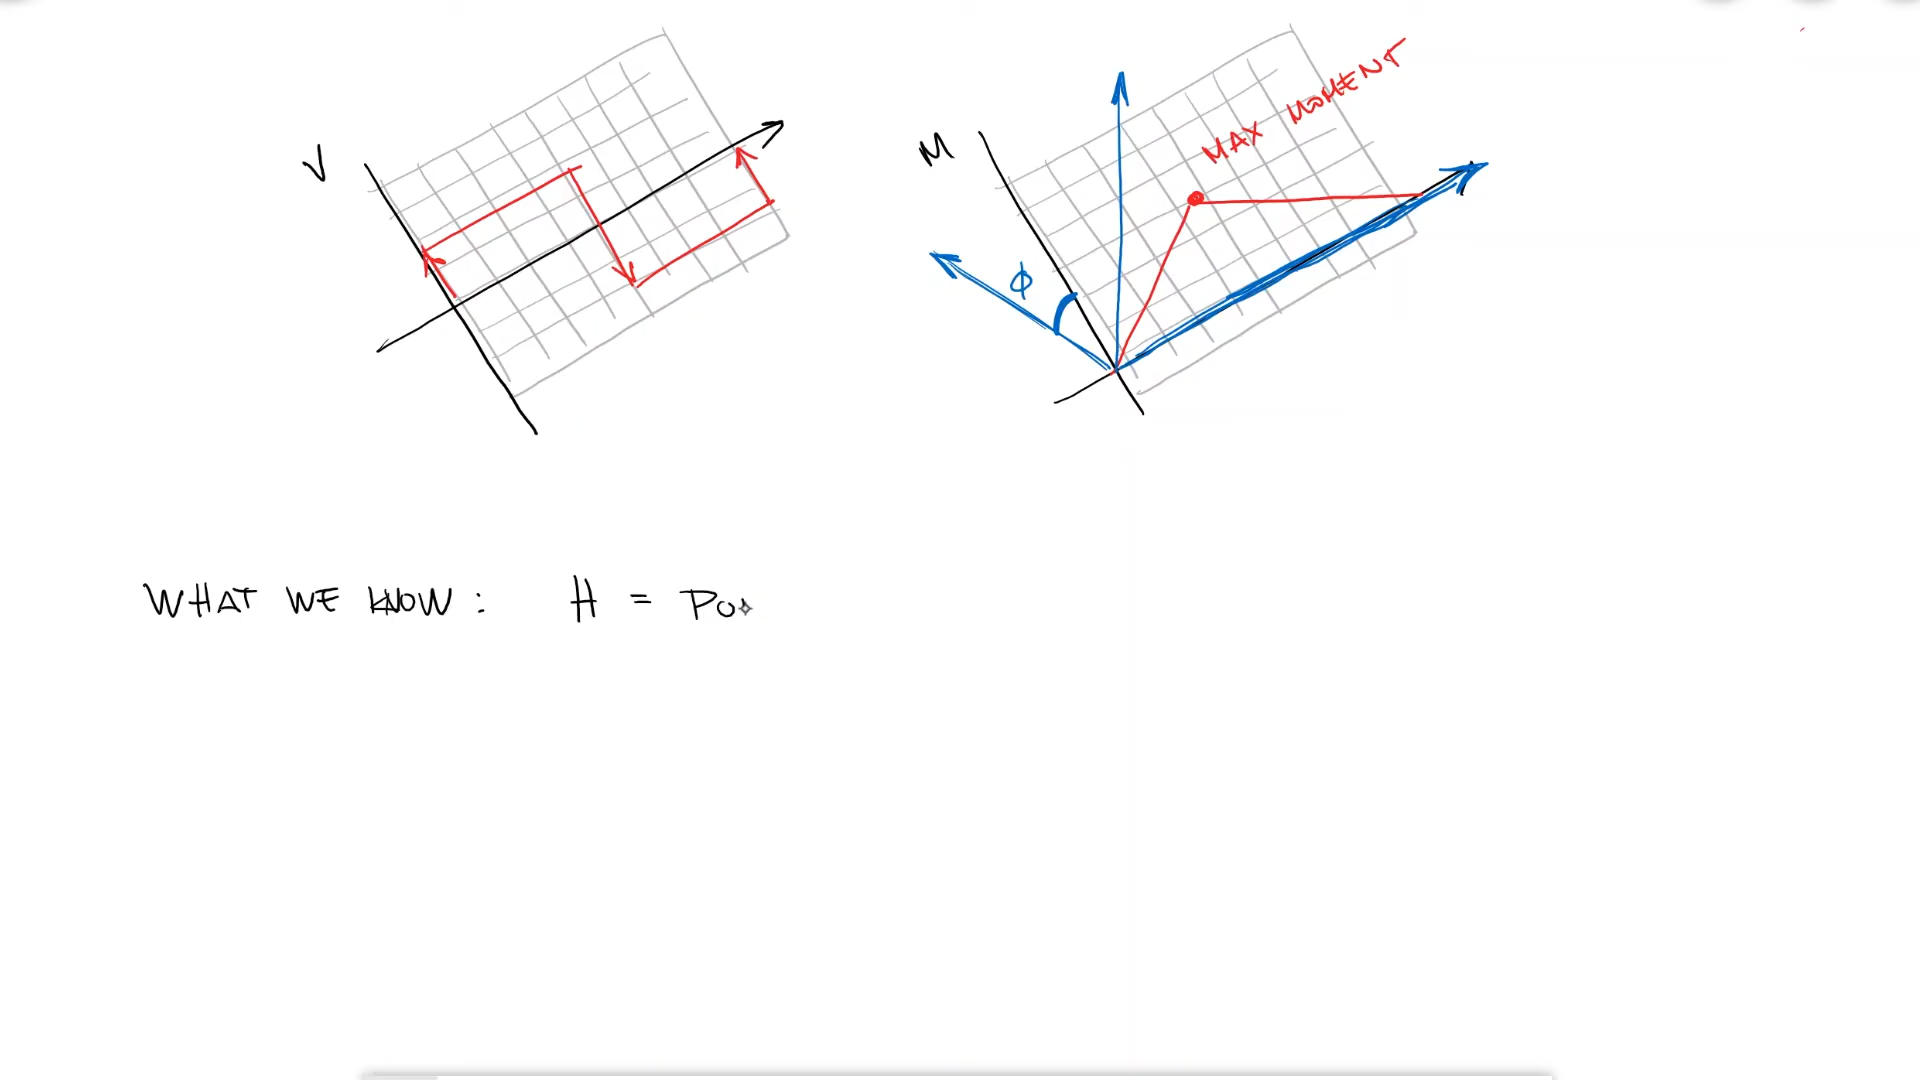 V
M
MAX MOMENT
ϕ
WHAT WE KNOW : H = Po